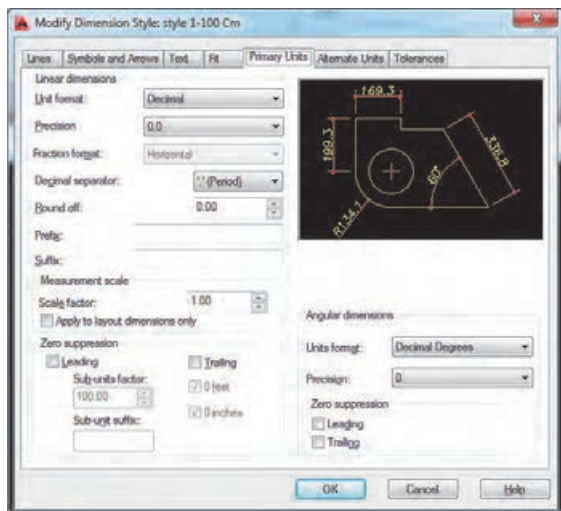 Modify Dimension Style: style 1-100 Cm
Lines Symbols and Arrows Text Fit Primary Units Alternate Units Tolerances
Linear dimensions
Unit format: Decimal
Precision 0.0
Fraction format: Horizontal
Decimal separator: '.' (Period)
Round off: 0.00
Prefix:
Suffix:
Measurement scale
Scale factor: 1.00
Apply to layout dimensions only
Zero suppression
Leading
Sub-units factor:
100.00
Sub-unit suffix:
Trailing
0 feet
0 inches
169.3
199.3
336.8
60°
R134.1
Angular dimensions
Units format: Decimal Degrees
Precision: 0
Zero suppression
Leading
Trailing
OK Cancel Help